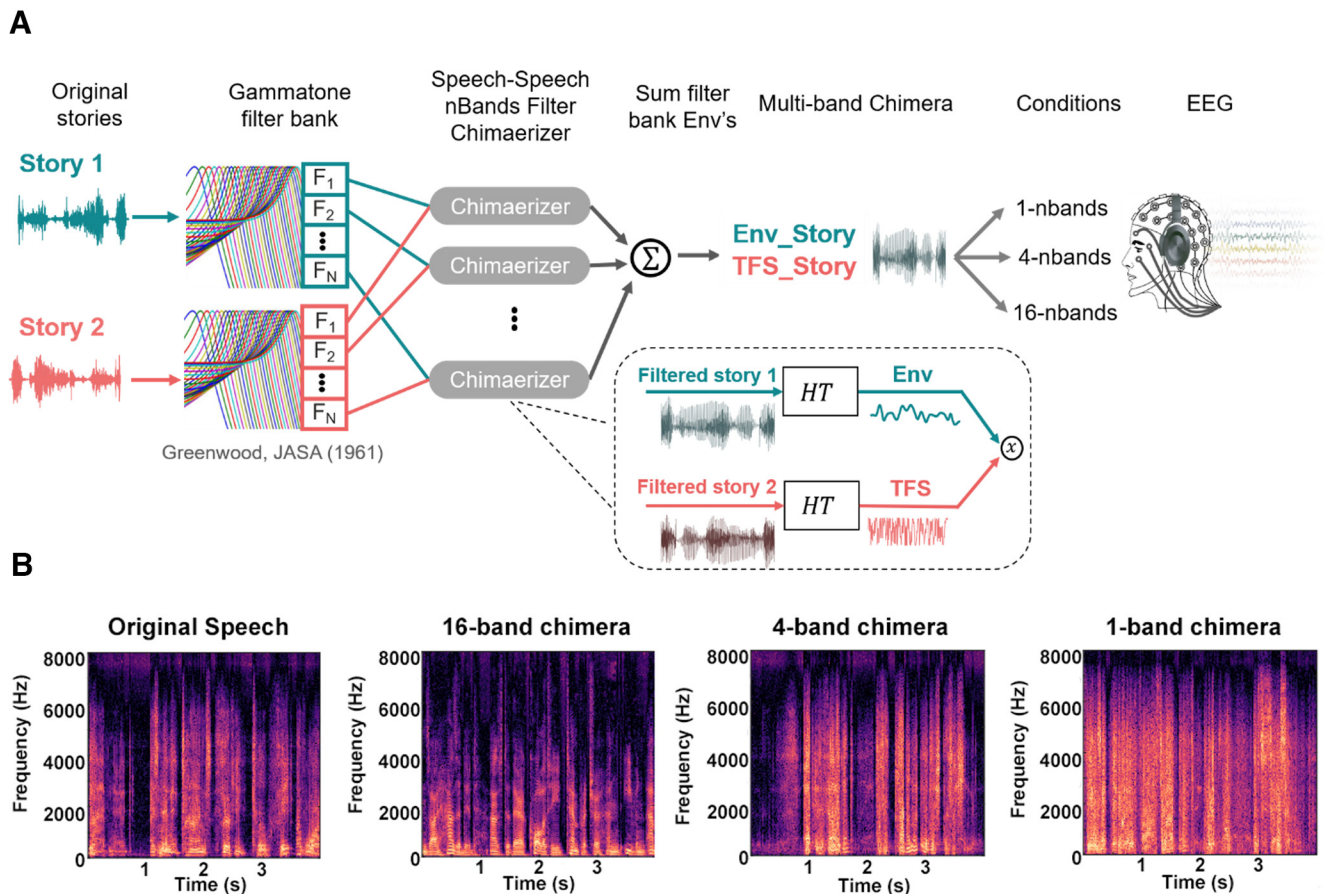 A
Original
stories
Gammatone
filter bank
Speech-Speech
nBands Filter
Chimaerizer
Sum filter
bank Env's
Multi-band Chimera
Conditions
EEG
Story 1
F1
F2
FN
Story 2
F1
F2
FN
Greenwood, JASA (1961)
Chimaerizer
Chimaerizer
Chimaerizer
Σ
Env_Story
TFS_Story
1-nbands
4-nbands
16-nbands
Filtered story 1
HT
Env
x
Filtered story 2
HT
TFS
B
Original Speech
8000
6000
4000
2000
0
Frequency (Hz)
1 2 3
Time (s)
16-band chimera
8000
6000
4000
2000
0
Frequency (Hz)
1 2 3
Time (s)
4-band chimera
8000
6000
4000
2000
0
Frequency (Hz)
1 2 3
Time (s)
1-band chimera
8000
6000
4000
2000
0
Frequency (Hz)
1 2 3
Time (s)